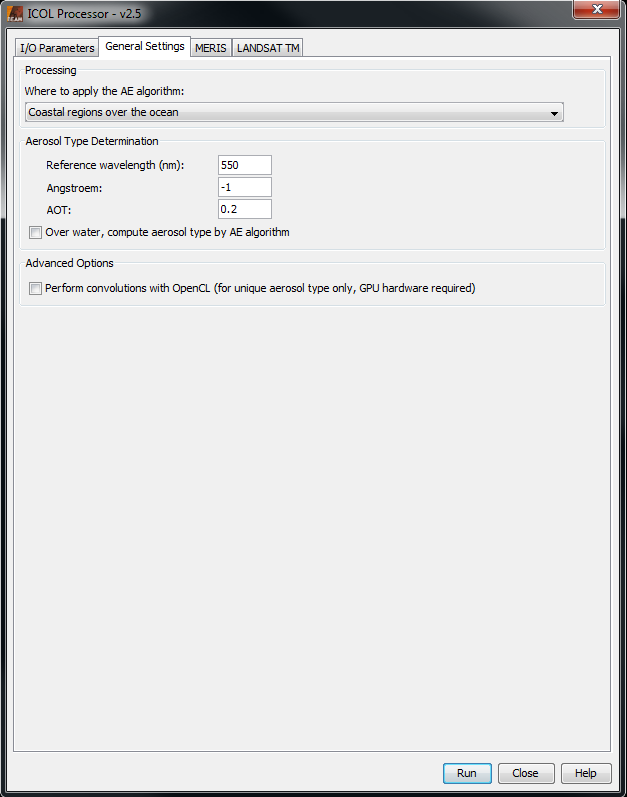 ICOL Processor - v2.5
I/O Parameters General Settings MERIS LANDSAT TM
Processing
Where to apply the AE algorithm:
Coastal regions over the ocean
Aerosol Type Determination
Reference wavelength (nm): 550
Angstroem: -1
AOT: 0.2
Over water, compute aerosol type by AE algorithm
Advanced Options
Perform convolutions with OpenCL (for unique aerosol type only, GPU hardware required)
Run Close Help